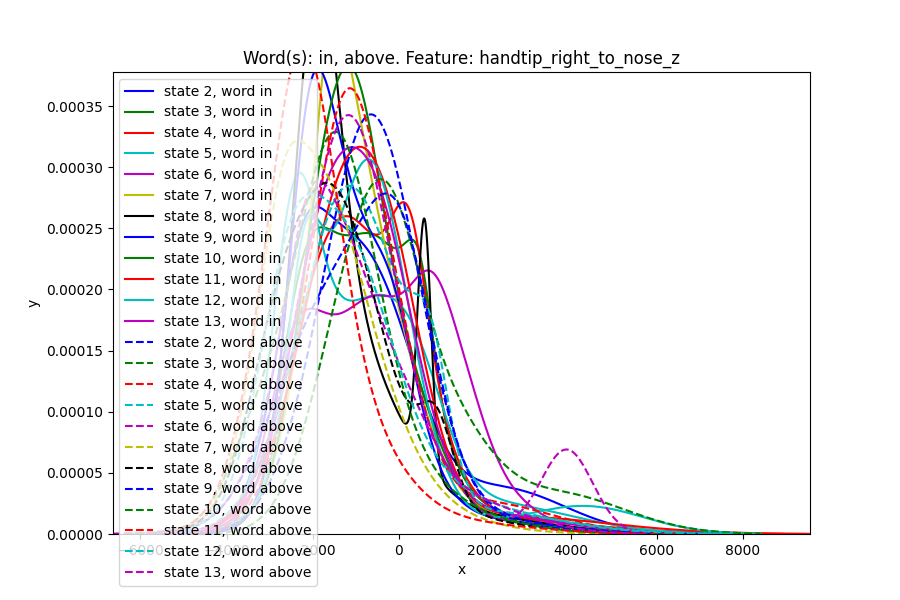 Word(s): in, above. Feature: handtip_right_to_nose_z
y
0.00035
0.00030
0.00025
0.00020
0.00015
0.00010
0.00005
0.00000
state 2, word in
state 3, word in
state 4, word in
state 5, word in
state 6, word in
state 7, word in
state 8, word in
state 9, word in
state 10, word in
state 11, word in
state 12, word in
state 13, word in
state 2, word above
state 3, word above
state 4, word above
state 5, word above
state 6, word above
state 7, word above
state 8, word above
state 9, word above
state 10, word above
state 11, word above
state 12, word above
state 13, word above
−6000 −4000 −2000 0 2000 4000 6000 8000
x